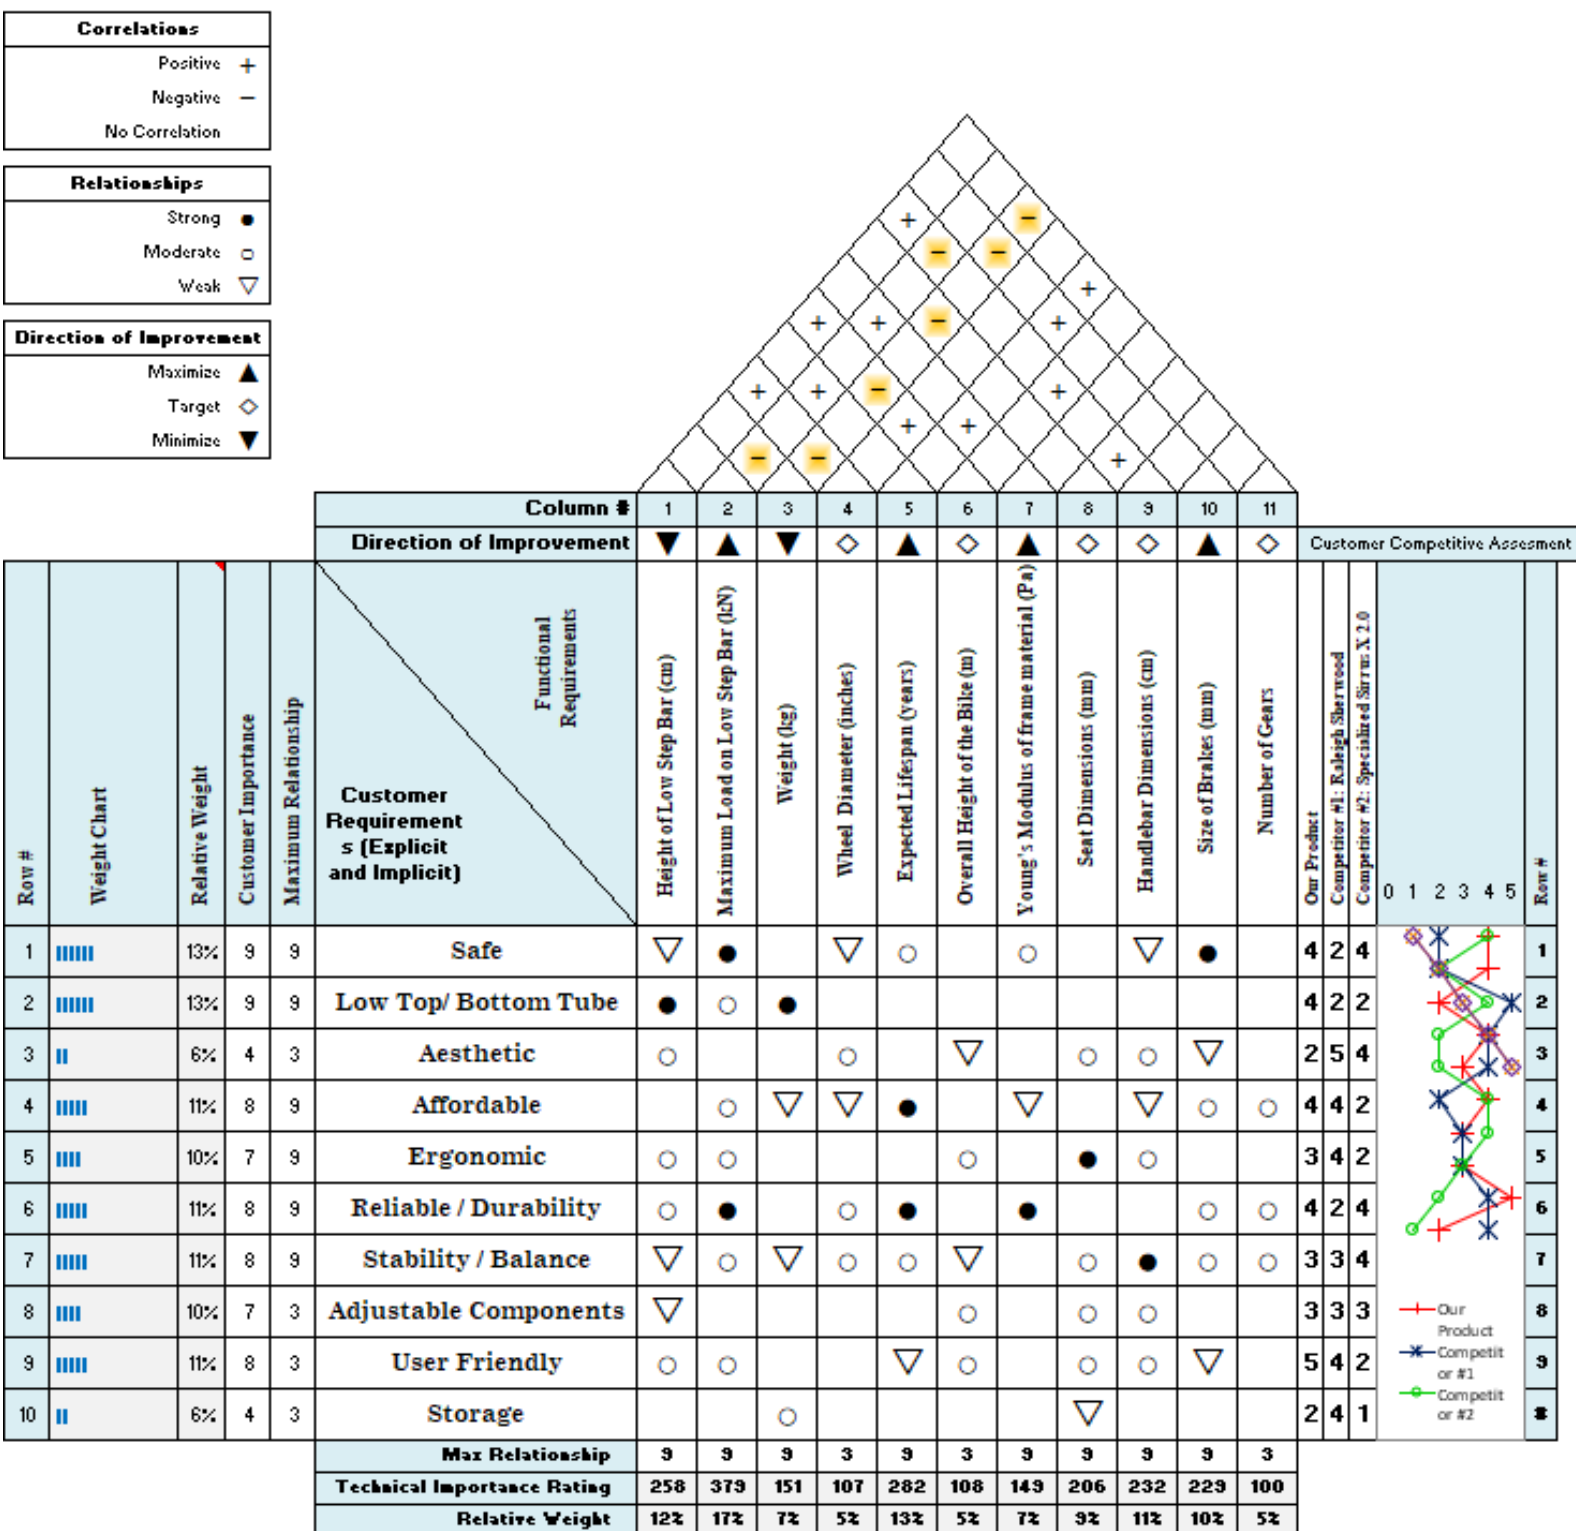 Correlations
Positive +
Negative −
No Correlation
Relationships
Strong ●
Moderate ○
Weak ▽
Direction of Improvement
Maximize ▲
Target ◇
Minimize ▼
Column # 1 2 3 4 5 6 7 8 9 10 11
Direction of Improvement ▼ ▲ ▼ ◇ ▲ ◇ ▲ ◇ ◇ ▲ ◇
Customer Competitive Assesment
Row #
Weight Chart
Relative Weight
Customer Importance
Maximum Relationship
Functional
Requirements
Customer
Requirement
s (Explicit
and Implicit)
Height of Low Step Bar (cm)
Maximum Load on Low Step Bar (kN)
Weight (kg)
Wheel Diameter (inches)
Expected Lifespan (years)
Overall Height of the Bike (m)
Young's Modulus of frame material (Pa)
Seat Dimensions (mm)
Handlebar Dimensions (cm)
Size of Brakes (mm)
Number of Gears
Our Product
Competitor #1: Raleigh Sherwood
Competitor #2: Specialized Sirrus X 2.0
0 1 2 3 4 5
Row #
1 13% 9 9 Safe ▽ ● ▽ ○ ○ ▽ ● 4 2 4 1
2 13% 9 9 Low Top/ Bottom Tube ● ○ ● 4 2 2 2
3 6% 4 3 Aesthetic ○ ○ ▽ ○ ○ ▽ 2 5 4 3
4 11% 8 9 Affordable ○ ▽ ▽ ● ▽ ▽ ○ ○ 4 4 2 4
5 10% 7 9 Ergonomic ○ ○ ○ ● ○ 3 4 2 5
6 11% 8 9 Reliable / Durability ○ ● ○ ● ● ○ ○ 4 2 4 6
7 11% 8 9 Stability / Balance ▽ ○ ▽ ○ ○ ▽ ○ ● ○ ○ 3 3 4 7
8 10% 7 3 Adjustable Components ▽ ○ ○ ○ 3 3 3 8
9 11% 8 3 User Friendly ○ ○ ▽ ○ ○ ○ ▽ 5 4 2 9
10 6% 4 3 Storage ○ ▽ 2 4 1 #
Our
Product
Competit
or #1
Competit
or #2
Max Relationship 9 9 9 3 9 3 9 9 9 9 3
Technical Importance Rating 258 379 151 107 282 108 149 206 232 229 100
Relative Weight 12% 17% 7% 5% 13% 5% 7% 9% 11% 10% 5%